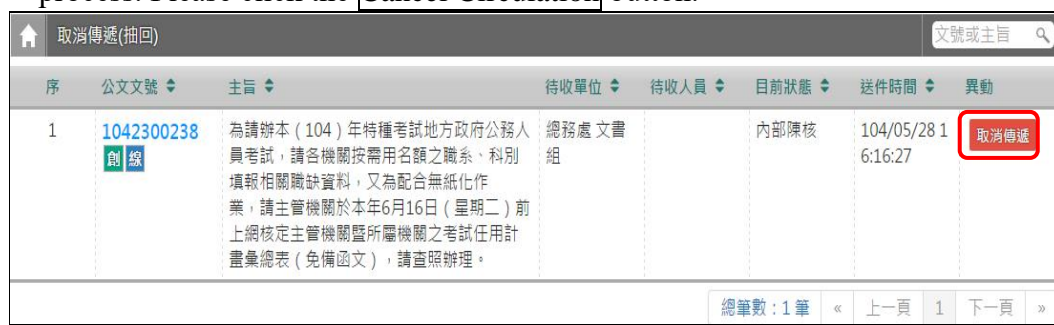 process. Please click the Cancel Circulation button.
取消傳遞(抽回) 文號或主旨
序 公文文號 主旨 待收單位 待收人員 目前狀態 送件時間 異動
1 1042300238 為請辦本(104)年特種考試地方政府公務人 總務處 文書 內部陳核 104/05/28 1 取消傳遞
創 線 員考試,請各機關按需用名額之職系、科別 組 6:16:27
填報相關職缺資料,又為配合無紙化作
業,請主管機關於本年6月16日(星期二)前
上網核定主管機關暨所屬機關之考試任用計
畫彙總表(免備函文),請查照辦理。
總筆數:1 筆 « 上一頁 1 下一頁 »